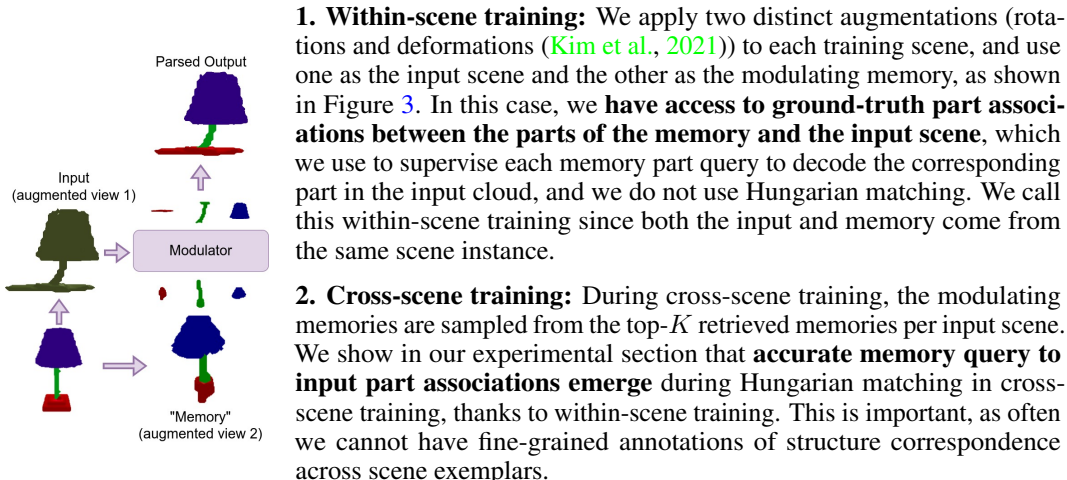 Parsed Output
Input
(augmented view 1)
Modulator
"Memory"
(augmented view 2)
1. Within-scene training: We apply two distinct augmentations (rota-
tions and deformations (Kim et al., 2021)) to each training scene, and use
one as the input scene and the other as the modulating memory, as shown
in Figure 3. In this case, we have access to ground-truth part associ-
ations between the parts of the memory and the input scene, which
we use to supervise each memory part query to decode the corresponding
part in the input cloud, and we do not use Hungarian matching. We call
this within-scene training since both the input and memory come from
the same scene instance.
2. Cross-scene training: During cross-scene training, the modulating
memories are sampled from the top-K retrieved memories per input scene.
We show in our experimental section that accurate memory query to
input part associations emerge during Hungarian matching in cross-
scene training, thanks to within-scene training. This is important, as often
we cannot have fine-grained annotations of structure correspondence
across scene exemplars.